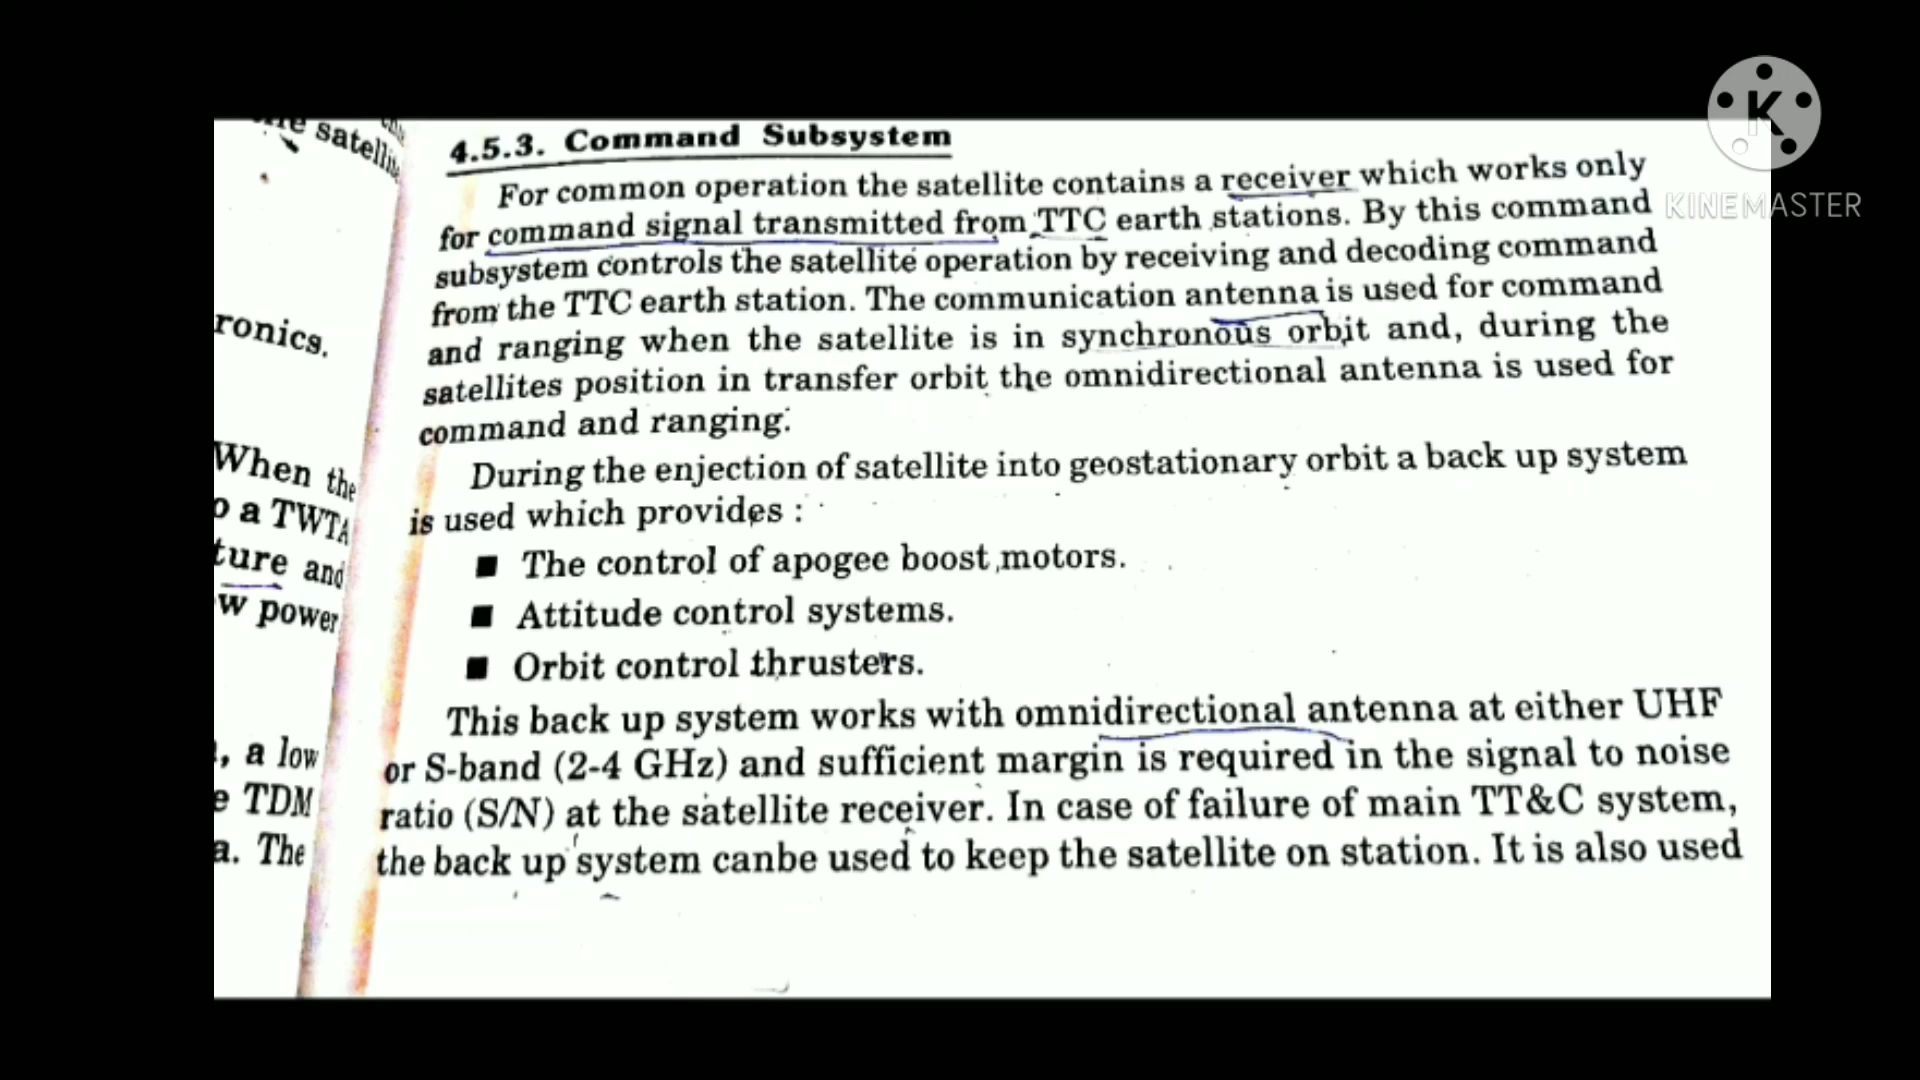 the satellite
ronics.
When the
o a TWTA
ture and
w power
, a low
e TDM
a. The
4.5.3. Command Subsystem
For common operation the satellite contains a receiver which works only
for command signal transmitted from TTC earth stations. By this command
subsystem controls the satellite operation by receiving and decoding command
from the TTC earth station. The communication antenna is used for command
and ranging when the satellite is in synchronous orbit and, during the
satellites position in transfer orbit the omnidirectional antenna is used for
command and ranging.
During the enjection of satellite into geostationary orbit a back up system
is used which provides :
■ The control of apogee boost motors.
■ Attitude control systems.
■ Orbit control thrusters.
This back up system works with omnidirectional antenna at either UHF
or S-band (2-4 GHz) and sufficient margin is required in the signal to noise
ratio (S/N) at the satellite receiver. In case of failure of main TT&C system,
the back up system canbe used to keep the satellite on station. It is also used
K
KINEMASTER